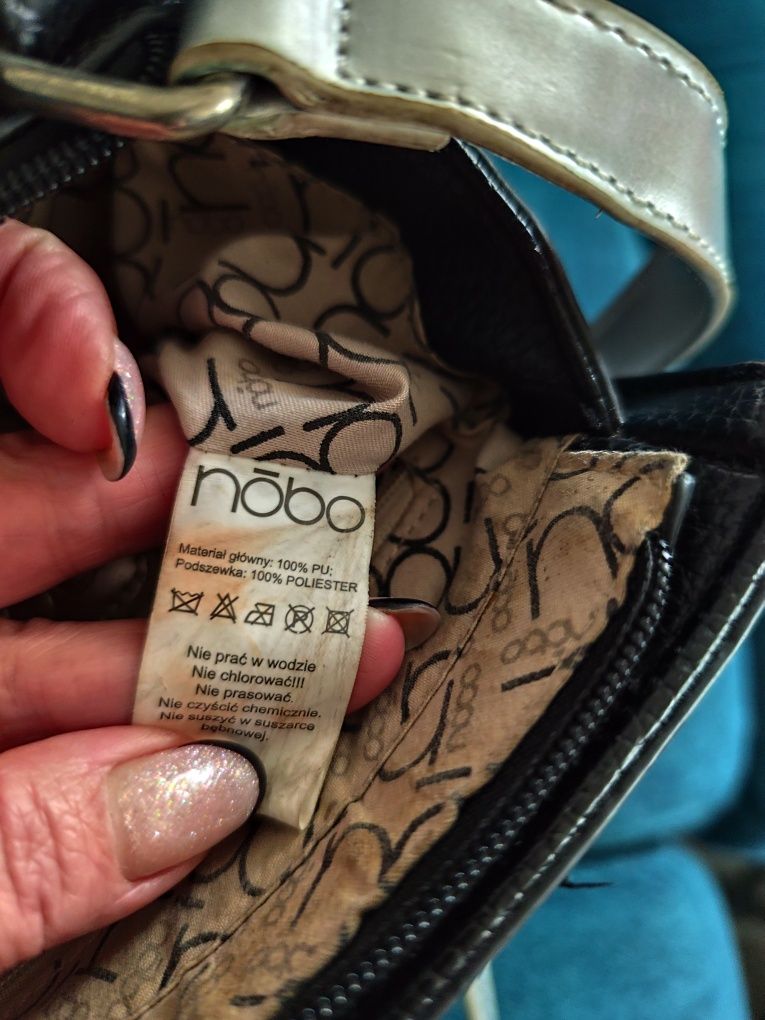 nōbo
Materiał główny: 100% PU;
Podszewka: 100% POLIESTER
Nie prać w wodzie
Nie chlorować!!!
Nie prasować.
Nie czyścić chemicznie.
Nie suszyć w suszarce
bębnowej.
nōbo